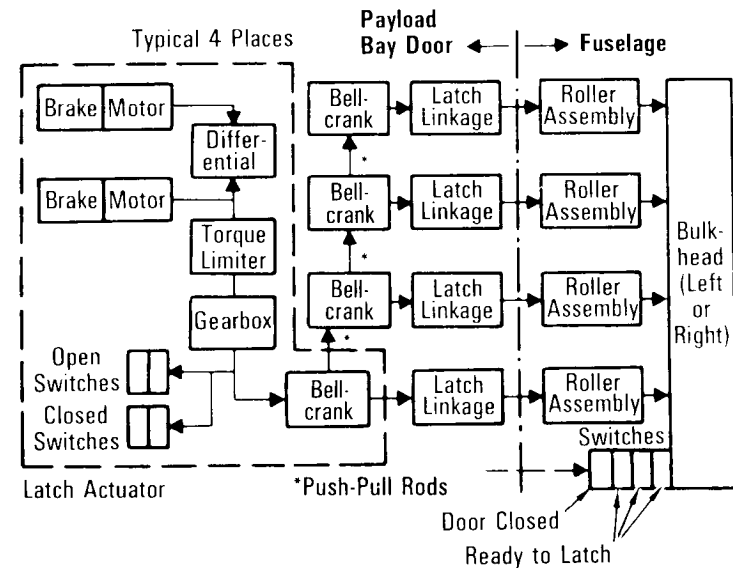 Typical 4 Places
Payload
Bay Door
Fuselage
Brake
Motor
Differ-
ential
Brake
Motor
Torque
Limiter
Gearbox
Open
Switches
Closed
Switches
Latch Actuator
Bell-
crank
Latch
Linkage
Roller
Assembly
*
Bell-
crank
Latch
Linkage
Roller
Assembly
*
Bell-
crank
Latch
Linkage
Roller
Assembly
*
Bell-
crank
Latch
Linkage
Roller
Assembly
Bulk-
head
(Left
or
Right)
Switches
*Push-Pull Rods
Door Closed
Ready to Latch